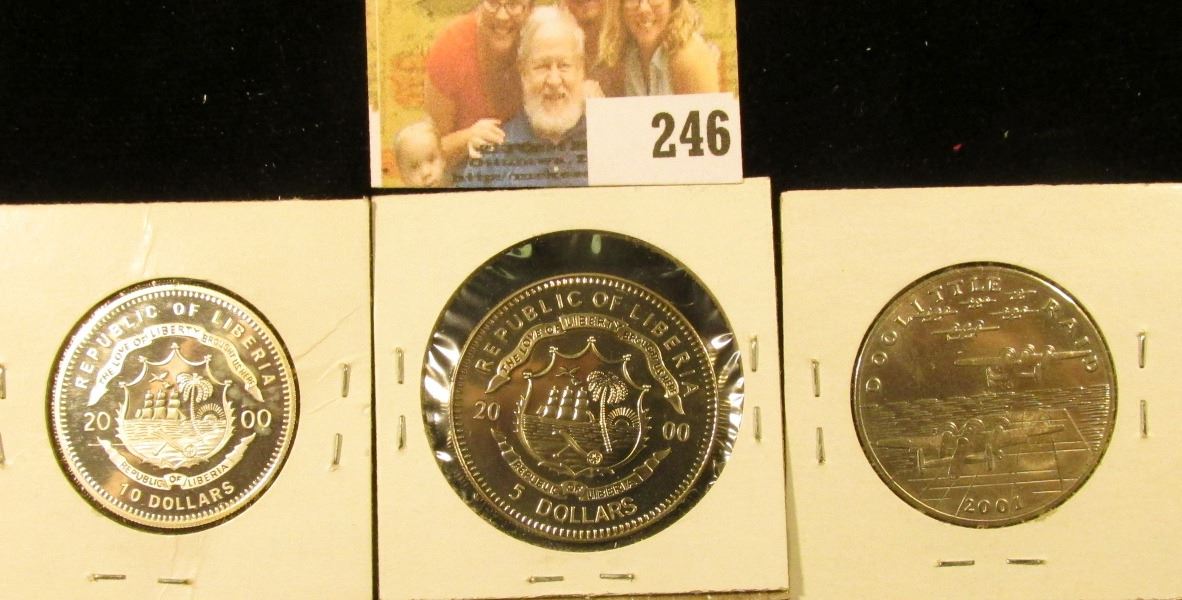 246
REPUBLIC OF LIBERIA
THE LOVE OF LIBERTY BROUGHT US HERE
20 00
REPUBLIC OF LIBERIA
10 DOLLARS
REPUBLIC OF LIBERIA
THE LOVE OF LIBERTY BROUGHT US HERE
20 00
REPUBLIC OF LIBERIA
5 DOLLARS
DOOLITTLE RAID
2001